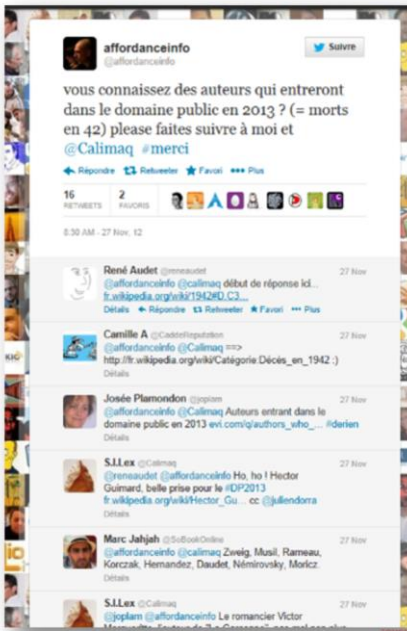 affordanceinfo
@affordanceinfo
Suivre
vous connaissez des auteurs qui entreront
dans le domaine public en 2013 ? (= morts
en 42) please faites suivre à moi et
@Calimaq #merci
Répondre Retweeter Favori Plus
16 2
RETWEETS FAVORIS
8:30 AM - 27 Nov. 12
René Audet @reneaudet 27 Nov
@affordanceinfo @calimaq début de réponse ici...
fr.wikipedia.org/wiki/1942#D.C3...
Détails Répondre Retweeter Favori Plus
Camille A @CaddeReputation 27 Nov
@affordanceinfo @Calimaq ==>
http://fr.wikipedia.org/wiki/Catégorie:Décès_en_1942 :)
Détails
Josée Plamondon @joplam 27 Nov
@affordanceinfo @Calimaq Auteurs entrant dans le
domaine public en 2013 evi.com/q/authors_who_... #derien
Détails
S.I.Lex @Calimaq 27 Nov
@reneaudet @affordanceinfo Ho, ho ! Hector
Guimard, belle prise pour le #DP2013
fr.wikipedia.org/wiki/Hector_Gu... cc @juliendorra
Détails
Marc Jahjah @SoBookOnline 27 Nov
@affordanceinfo @calimaq Zweig, Musil, Rameau,
Korczak, Hernandez, Daudet, Némirovsky, Moricz.
Détails
S.I.Lex @Calimaq 27 Nov
@joplam @affordanceinfo Le romancier Victor